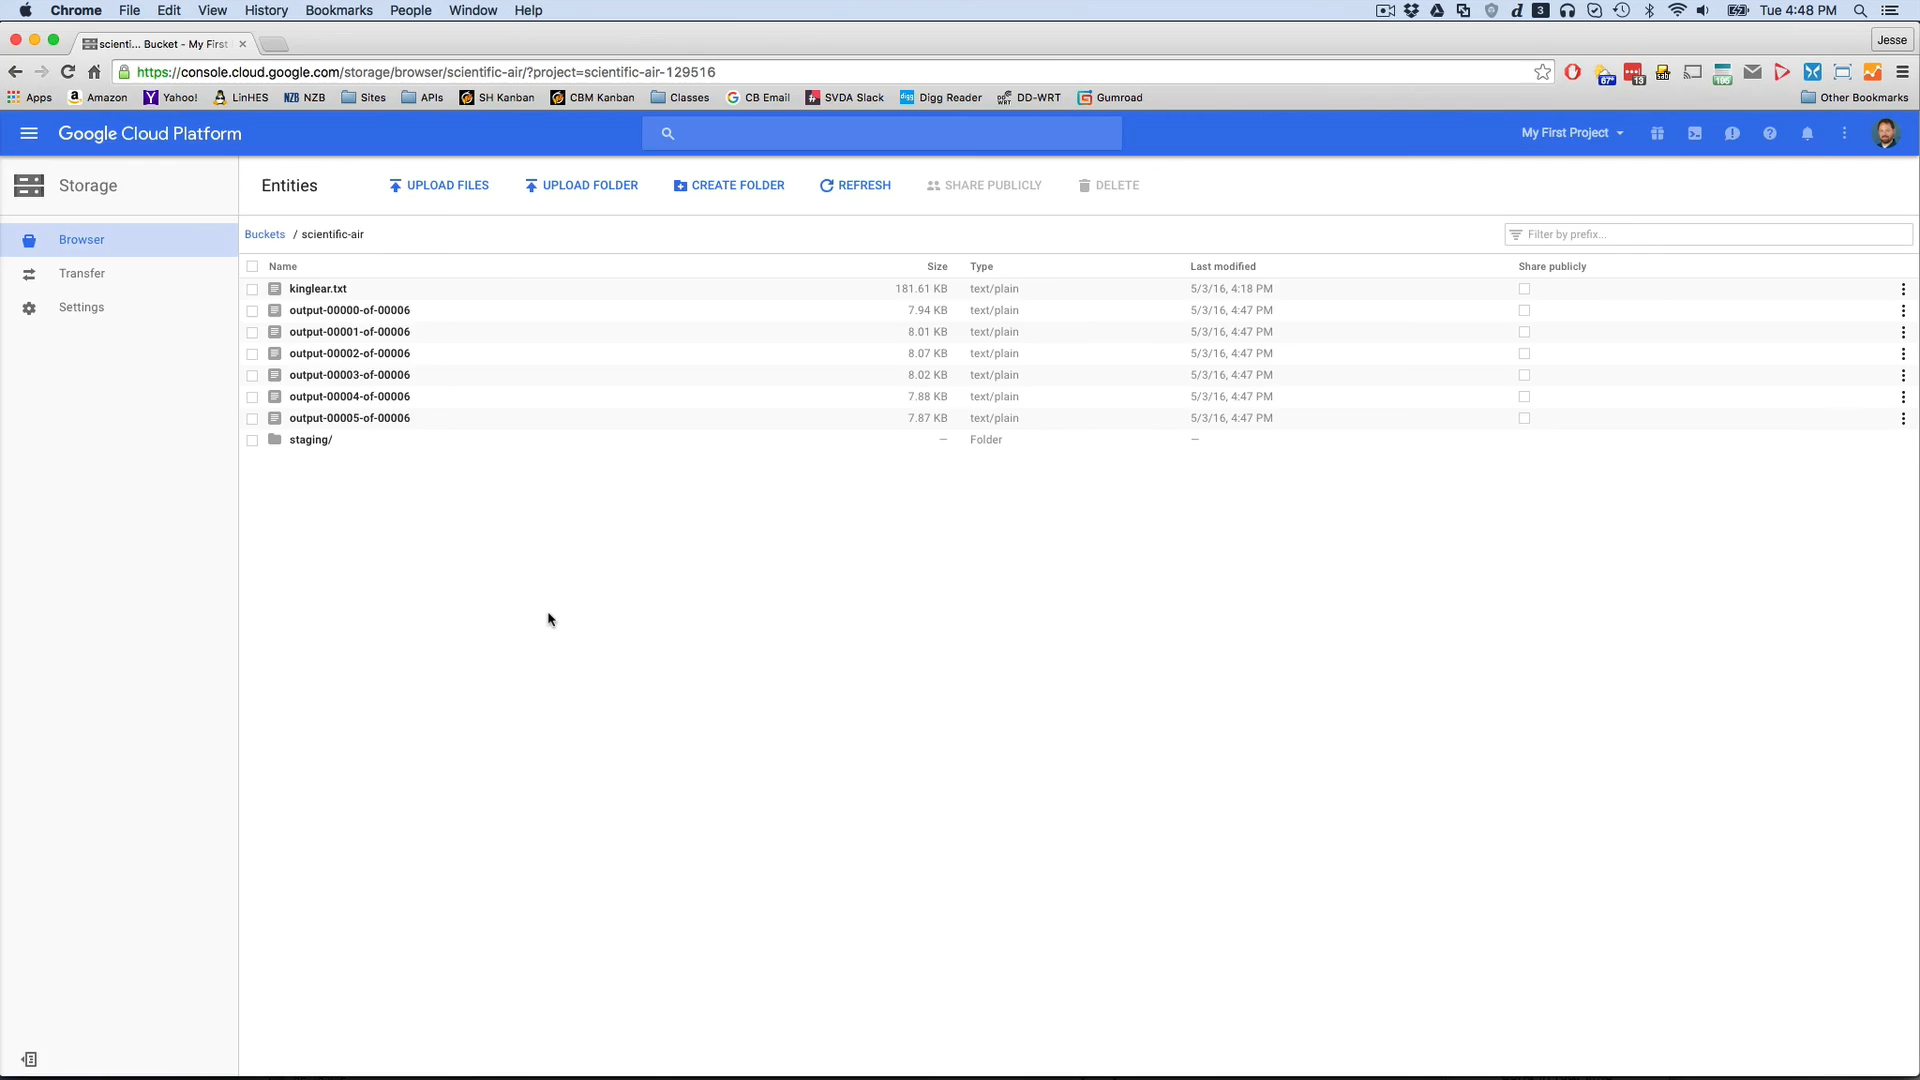 Chrome File Edit View History Bookmarks People Window Help 3 Tue 4:48 PM
scienti... Bucket - My First Jesse
https://console.cloud.google.com/storage/browser/scientific-air/?project=scientific-air-129516
Apps Amazon Yahoo! LinHES NZB NZB Sites APIs SH Kanban CBM Kanban Classes CB Email SVDA Slack digg Digg Reader DD-WRT DD-WRT Gumroad Other Bookmarks
Google Cloud Platform My First Project
Storage Entities UPLOAD FILES UPLOAD FOLDER CREATE FOLDER REFRESH SHARE PUBLICLY DELETE
Browser
Transfer
Settings
Buckets / scientific-air Filter by prefix...
Name Size Type Last modified Share publicly
kinglear.txt 181.61 KB text/plain 5/3/16, 4:18 PM
output-00000-of-00006 7.94 KB text/plain 5/3/16, 4:47 PM
output-00001-of-00006 8.01 KB text/plain 5/3/16, 4:47 PM
output-00002-of-00006 8.07 KB text/plain 5/3/16, 4:47 PM
output-00003-of-00006 8.02 KB text/plain 5/3/16, 4:47 PM
output-00004-of-00006 7.88 KB text/plain 5/3/16, 4:47 PM
output-00005-of-00006 7.87 KB text/plain 5/3/16, 4:47 PM
staging/ — Folder —